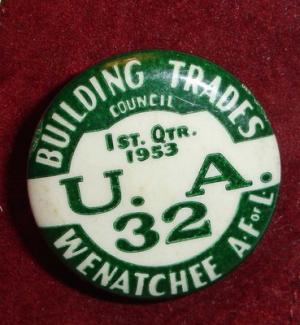 BUILDING TRADES
COUNCIL
1ST. QTR.
1953
U. A.
32
WENATCHEE A.F of L.